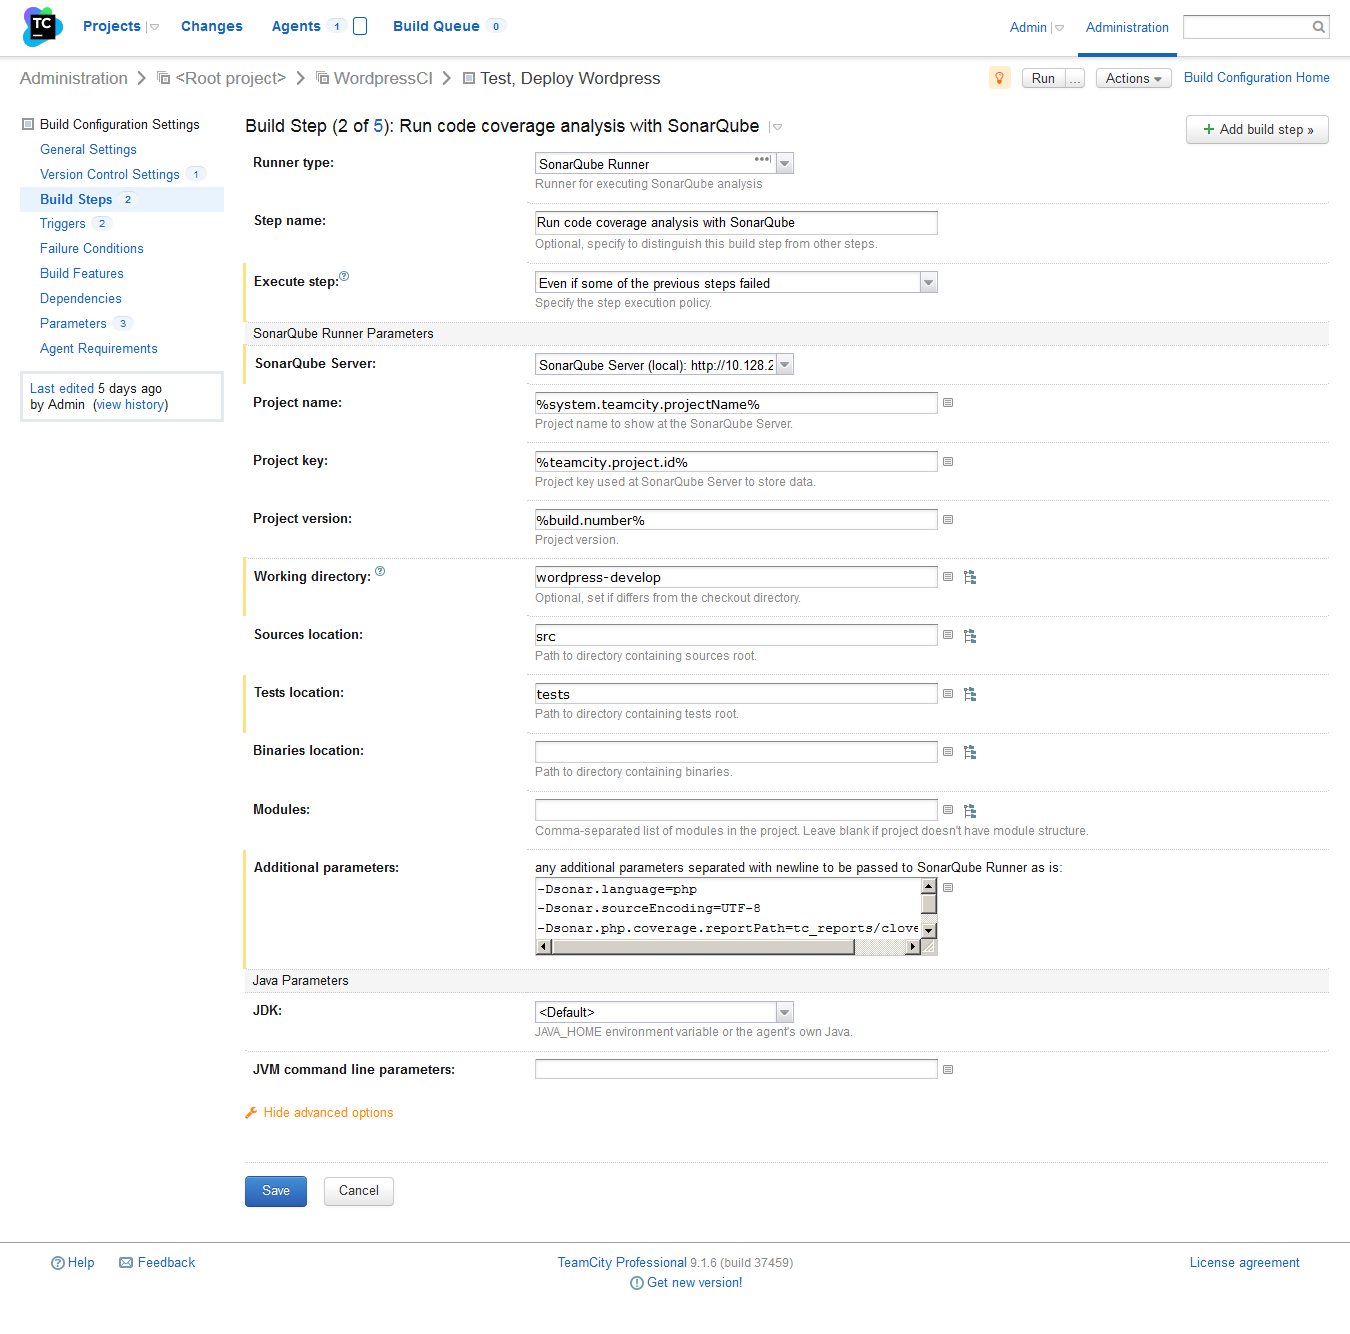 TC
Projects
Changes
Agents 1
Build Queue 0
Admin
Administration
Administration > <Root project> > WordpressCI > Test, Deploy Wordpress
Run ...
Actions
Build Configuration Home
Build Configuration Settings
General Settings
Version Control Settings 1
Build Steps 2
Triggers 2
Failure Conditions
Build Features
Dependencies
Parameters 3
Agent Requirements
Last edited 5 days ago
by Admin (view history)
Build Step (2 of 5): Run code coverage analysis with SonarQube
+ Add build step »
Runner type:
SonarQube Runner
Runner for executing SonarQube analysis
Step name:
Run code coverage analysis with SonarQube
Optional, specify to distinguish this build step from other steps.
Execute step:
Even if some of the previous steps failed
Specify the step execution policy.
SonarQube Runner Parameters
SonarQube Server:
SonarQube Server (local): http://10.128.2
Project name:
%system.teamcity.projectName%
Project name to show at the SonarQube Server.
Project key:
%teamcity.project.id%
Project key used at SonarQube Server to store data.
Project version:
%build.number%
Project version.
Working directory:
wordpress-develop
Optional, set if differs from the checkout directory.
Sources location:
src
Path to directory containing sources root.
Tests location:
tests
Path to directory containing tests root.
Binaries location:
Path to directory containing binaries.
Modules:
Comma-separated list of modules in the project. Leave blank if project doesn't have module structure.
Additional parameters:
any additional parameters separated with newline to be passed to SonarQube Runner as is:
-Dsonar.language=php
-Dsonar.sourceEncoding=UTF-8
-Dsonar.php.coverage.reportPath=tc_reports/clove
Java Parameters
JDK:
<Default>
JAVA_HOME environment variable or the agent's own Java.
JVM command line parameters:
Hide advanced options
Save
Cancel
Help
Feedback
TeamCity Professional 9.1.6 (build 37459)
Get new version!
License agreement